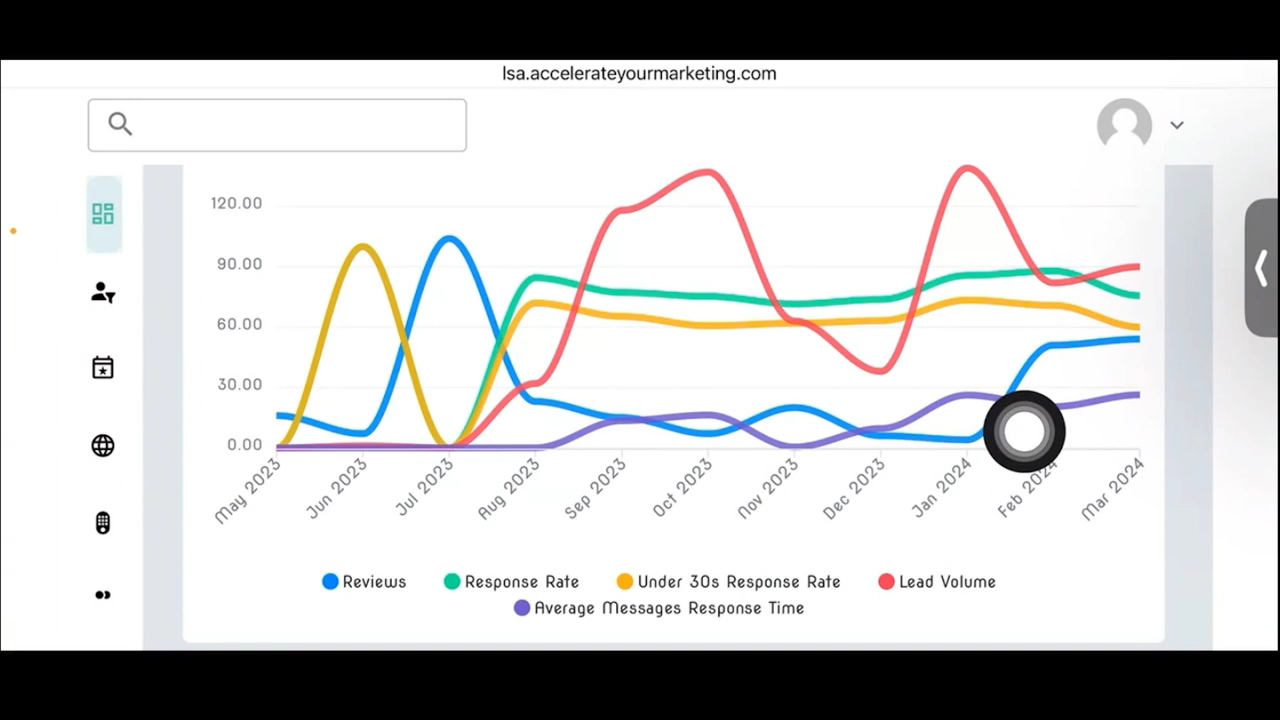 lsa.accelerateyourmarketing.com
120.00
90.00
60.00
30.00
0.00
May 2023
Jun 2023
Jul 2023
Aug 2023
Sep 2023
Oct 2023
Nov 2023
Dec 2023
Jan 2024
Feb 2024
Mar 2024
Reviews
Response Rate
Under 30s Response Rate
Lead Volume
Average Messages Response Time